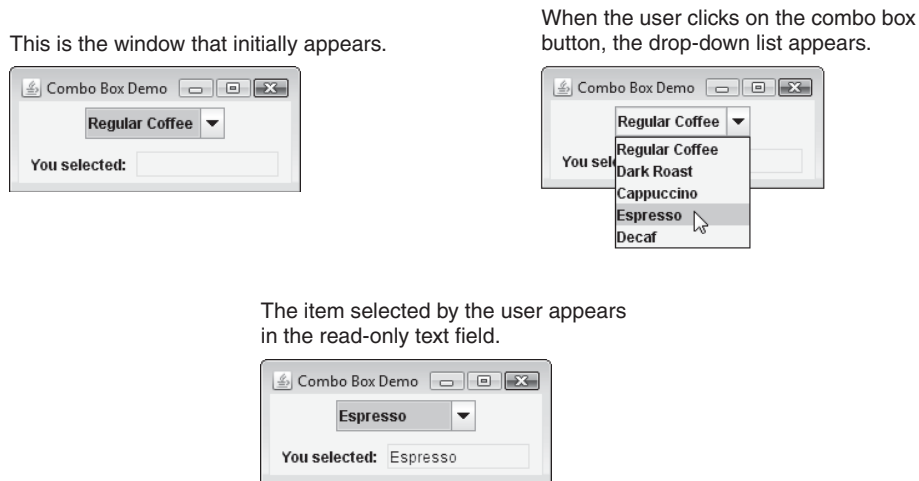 This is the window that initially appears.
Combo Box Demo
Regular Coffee
You selected:
When the user clicks on the combo box
button, the drop-down list appears.
Combo Box Demo
Regular Coffee
You sel
Regular Coffee
Dark Roast
Cappuccino
Espresso
Decaf
The item selected by the user appears
in the read-only text field.
Combo Box Demo
Espresso
You selected: Espresso